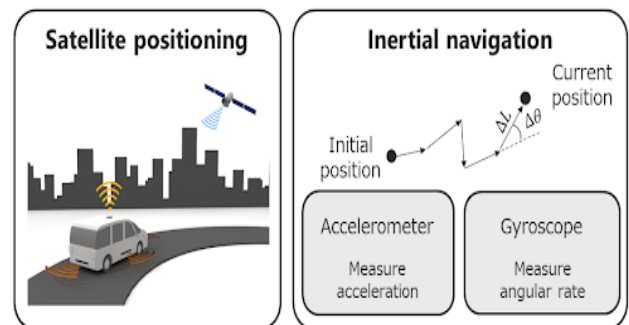 Satellite positioning
Inertial navigation
Current
position
ΔL
Δθ
Initial
position
Accelerometer
Measure
acceleration
Gyroscope
Measure
angular rate